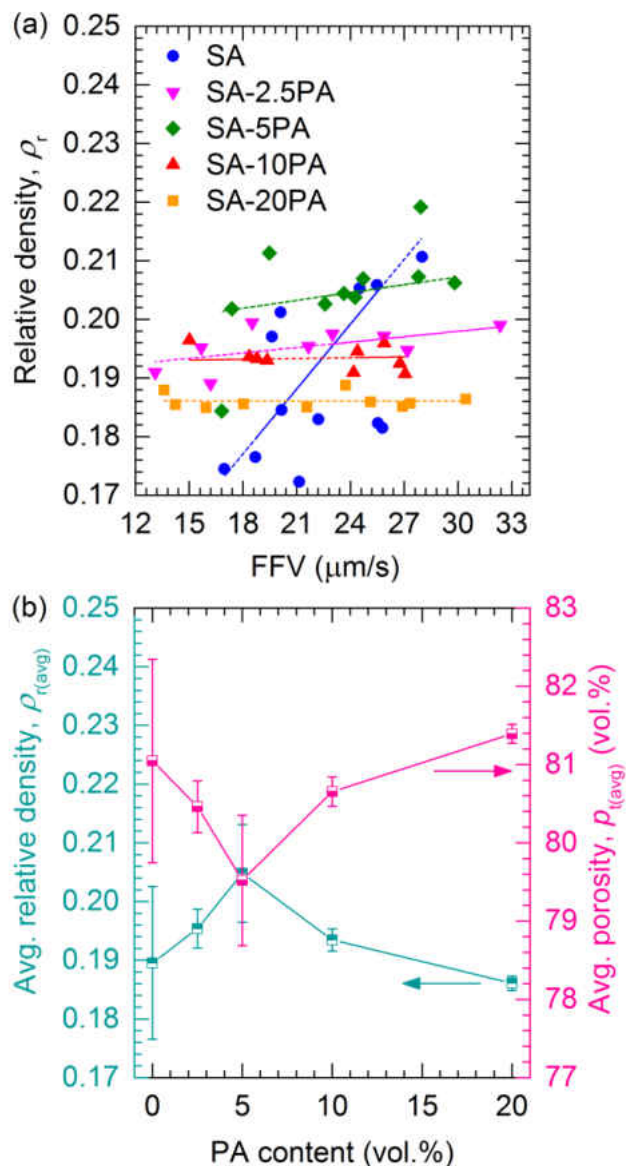 (a)
0.25
0.24
0.23
0.22
0.21
0.20
0.19
0.18
0.17
Relative density, ρr
SA
SA-2.5PA
SA-5PA
SA-10PA
SA-20PA
12 15 18 21 24 27 30 33
FFV (μm/s)
(b)
0.25
0.24
0.23
0.22
0.21
0.20
0.19
0.18
0.17
Avg. relative density, ρr(avg)
83
82
81
80
79
78
77
Avg. porosity, pt(avg) (vol.%)
0 5 10 15 20
PA content (vol.%)